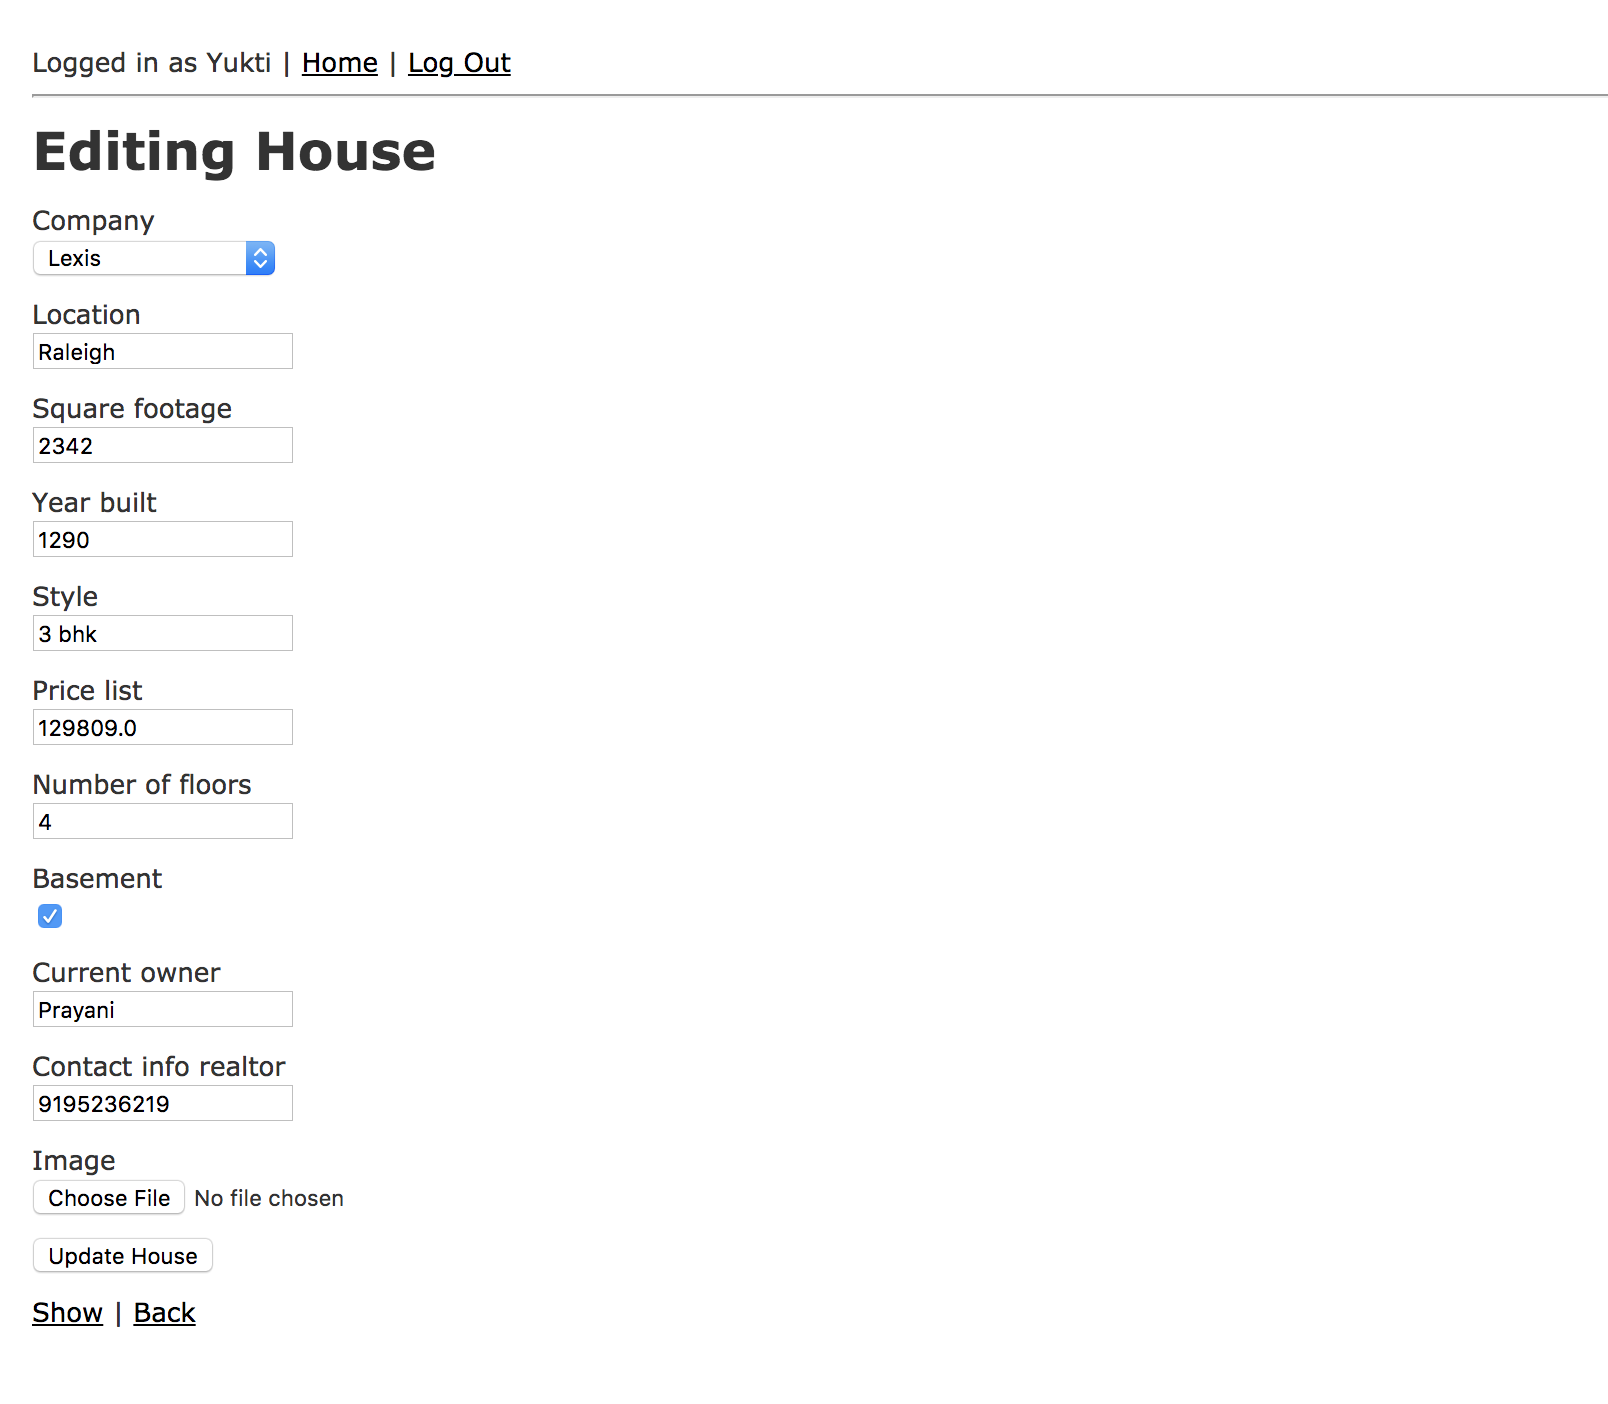 Logged in as Yukti | Home | Log Out
Editing House
Company
Lexis
Location
Raleigh
Square footage
2342
Year built
1290
Style
3 bhk
Price list
129809.0
Number of floors
4
Basement
Current owner
Prayani
Contact info realtor
9195236219
Image
Choose File No file chosen
Update House
Show | Back